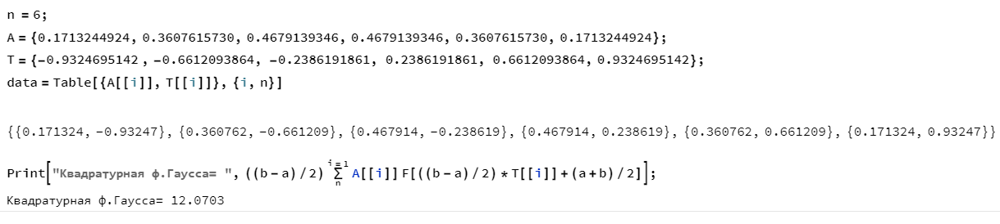 n = 6;
A = {0.1713244924, 0.3607615730, 0.4679139346, 0.4679139346, 0.3607615730, 0.1713244924};
T = {-0.9324695142 , -0.6612093864, -0.2386191861, 0.2386191861, 0.6612093864, 0.9324695142};
data = Table[{A[[i]], T[[i]]}, {i, n}]
{{0.171324, -0.93247}, {0.360762, -0.661209}, {0.467914, -0.238619}, {0.467914, 0.238619}, {0.360762, 0.661209}, {0.171324, 0.93247}}
i=1
Print["Квадратурная ф.Гаусса= ", ((b - a) / 2) ∑ A[[i]] F[((b - a) / 2) * T[[i]] + (a + b) / 2]];
n
Квадратурная ф.Гаусса= 12.0703